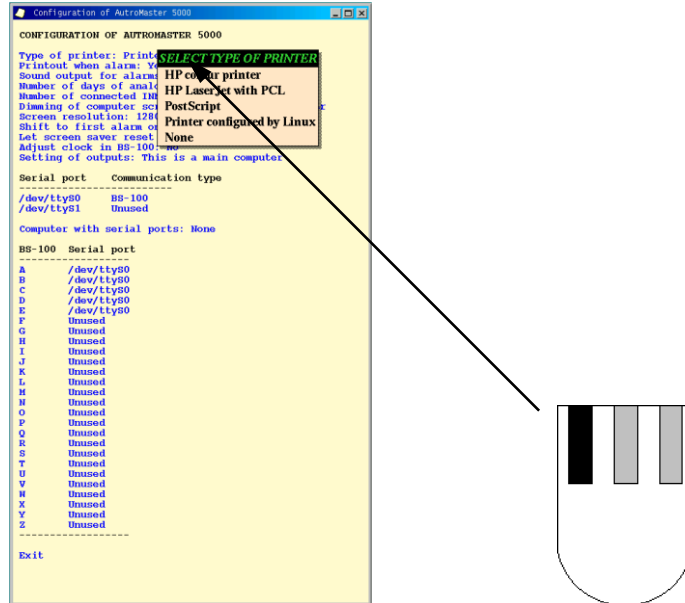 Configuration of AutroMaster 5000
CONFIGURATION OF AUTROMASTER 5000
Type of printer: Printe
SELECT TYPE OF PRINTER
HP colour printer
HP LaserJet with PCL
PostScript
Printer configured by Linux
None
Printout when alarm: Ye
Sound output for alarms
Number of days of analo
Number of connected INE
Dimming of computer scr
r
Screen resolution: 1280
Shift to first alarm on
Let screen saver reset
Adjust clock in BS-100: No
Setting of outputs: This is a main computer
Serial port Communication type
-------------------------
/dev/ttyS0 BS-100
/dev/ttyS1 Unused
Computer with serial ports: None
BS-100 Serial port
------------------
A /dev/ttyS0
B /dev/ttyS0
C /dev/ttyS0
D /dev/ttyS0
E /dev/ttyS0
F Unused
G Unused
H Unused
I Unused
J Unused
K Unused
L Unused
M Unused
N Unused
O Unused
P Unused
Q Unused
R Unused
S Unused
T Unused
U Unused
V Unused
W Unused
X Unused
Y Unused
Z Unused
------------------
Exit